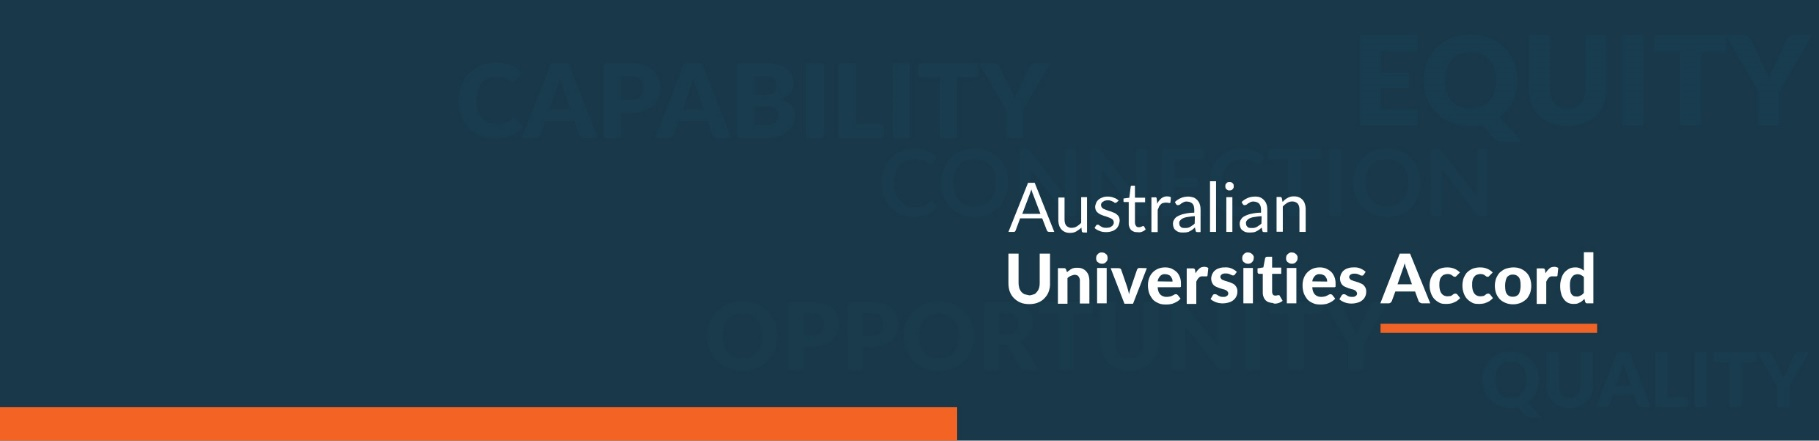 CAPABILITY
EQUITY
CONNECTION
Australian
Universities Accord
OPPORTUNITY
QUALITY